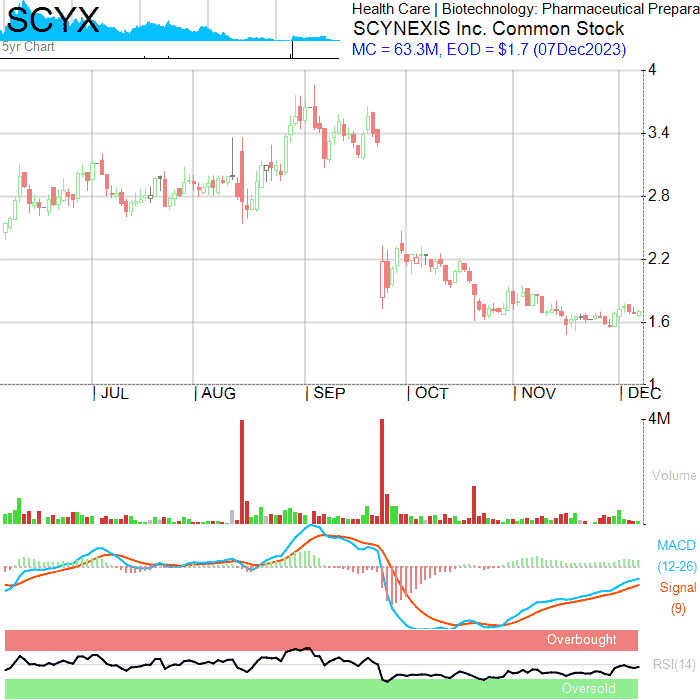 SCYX
5yr Chart
Health Care | Biotechnology: Pharmaceutical Prepara
SCYNEXIS Inc. Common Stock
MC = 63.3M, EOD = $1.7 (07Dec2023)
4
3.4
2.8
2.2
1.6
1
| JUL | AUG | SEP | OCT | NOV | DEC
4M
Volume
MACD
(12-26)
Signal
(9)
Overbought
RSI(14)
Oversold